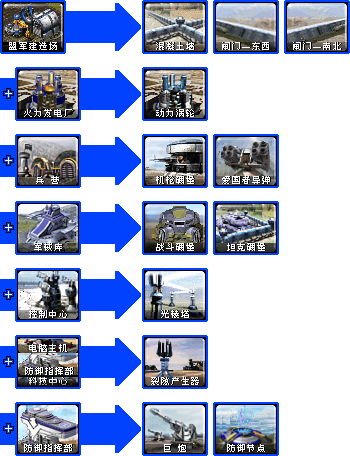 盟军建造场
混凝土墙
闸门—东西
闸门—南北
+
火力发电厂
动力涡轮
+
兵营
机枪碉堡
爱国者导弹
+
军械库
战斗碉堡
坦克碉堡
+
控制中心
光棱塔
+
电脑主机
防御指挥部
科技中心
裂隙产生器
+
防御指挥部
巨炮
防御节点